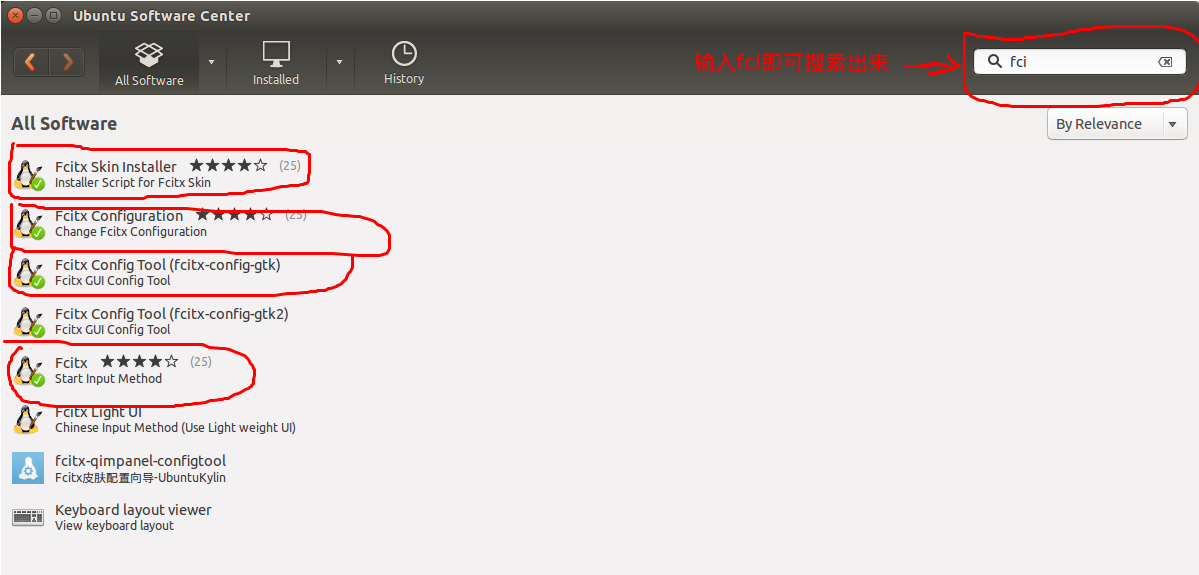 Ubuntu Software Center
All Software
Installed
History
输入fci即可搜索出来
fci
All Software
By Relevance
Fcitx Skin Installer (25)
Installer Script for Fcitx Skin
Fcitx Configuration (25)
Change Fcitx Configuration
Fcitx Config Tool (fcitx-config-gtk)
Fcitx GUI Config Tool
Fcitx Config Tool (fcitx-config-gtk2)
Fcitx GUI Config Tool
Fcitx (25)
Start Input Method
Fcitx Light UI
Chinese Input Method (Use Light weight UI)
fcitx-qimpanel-configtool
Fcitx皮肤配置向导-UbuntuKylin
Keyboard layout viewer
View keyboard layout